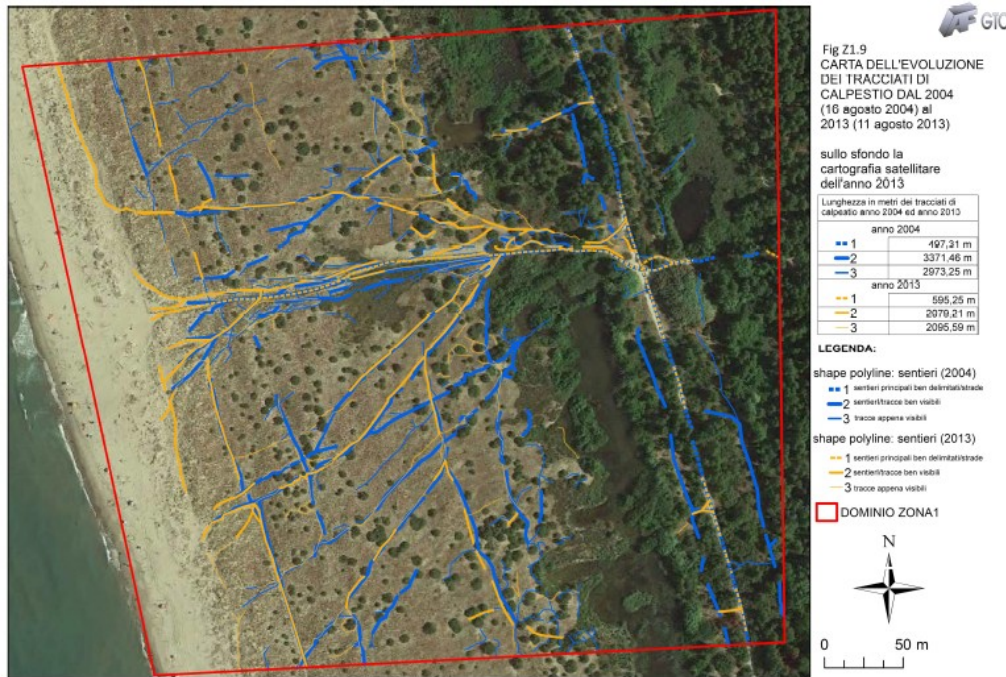 GTC
Fig Z1.9
CARTA DELL'EVOLUZIONE
DEI TRACCIATI DI
CALPESTIO DAL 2004
(16 agosto 2004) al
2013 (11 agosto 2013)
sullo sfondo la
cartografia satellitare
dell'anno 2013
Lunghezza in metri dei tracciati di
calpestio anno 2004 ed anno 2013
anno 2004
1 497,31 m
2 3371,46 m
3 2973,25 m
anno 2013
1 595,25 m
2 2079,21 m
3 2095,59 m
LEGENDA:
shape polyline: sentieri (2004)
1 sentieri principali ben delimitati/strade
2 sentieri/tracce ben visibili
3 tracce appena visibili
shape polyline: sentieri (2013)
1 sentieri principali ben delimitati/strade
2 sentieri/tracce ben visibili
3 tracce appena visibili
DOMINIO ZONA1
N
0 50 m